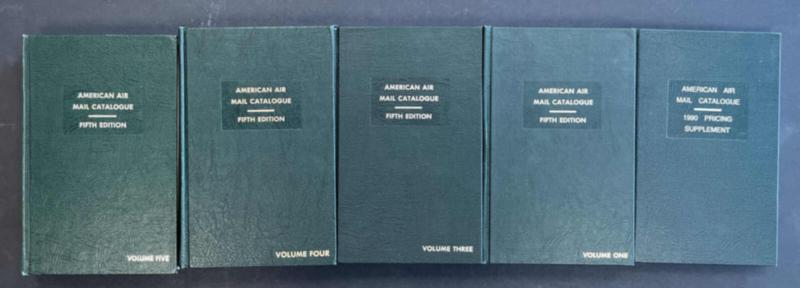 AMERICAN AIR
MAIL CATALOGUE
FIFTH EDITION
VOLUME FIVE
AMERICAN AIR
MAIL CATALOGUE
FIFTH EDITION
VOLUME FOUR
AMERICAN AIR
MAIL CATALOGUE
FIFTH EDITION
VOLUME THREE
AMERICAN AIR
MAIL CATALOGUE
FIFTH EDITION
VOLUME ONE
AMERICAN AIR
MAIL CATALOGUE
1990 PRICING
SUPPLEMENT